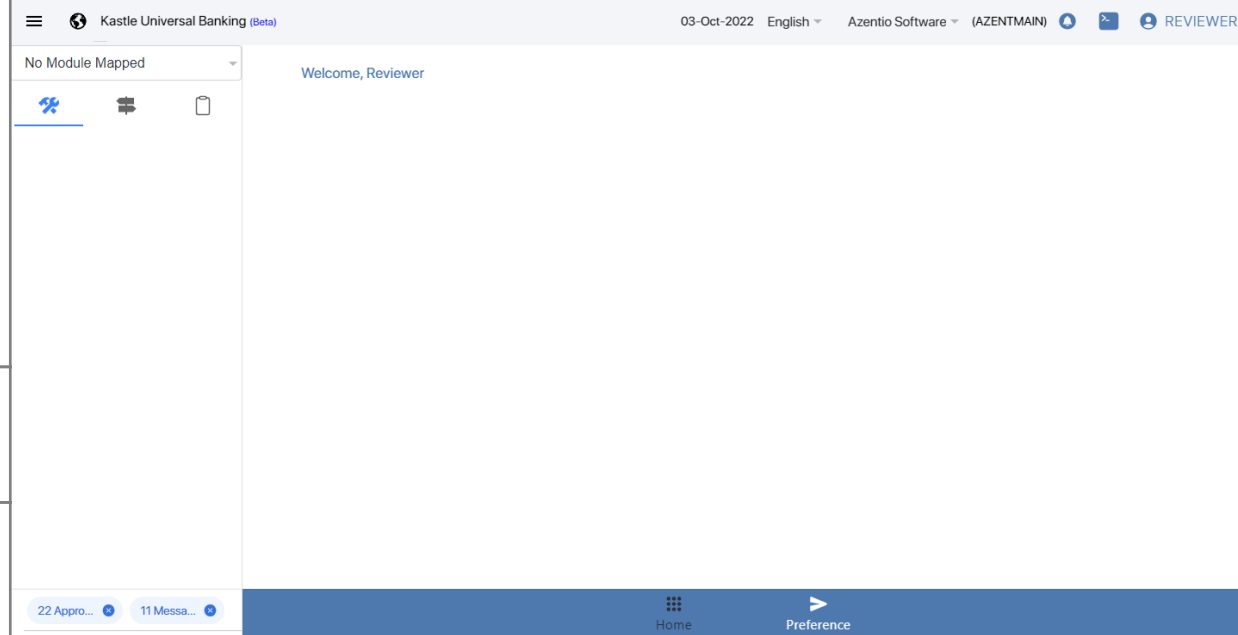 Kastle Universal Banking (Beta)
03-Oct-2022 English Azentio Software (AZENTMAIN) REVIEWER
No Module Mapped
Welcome, Reviewer
22 Appro... 11 Messa...
Home Preference